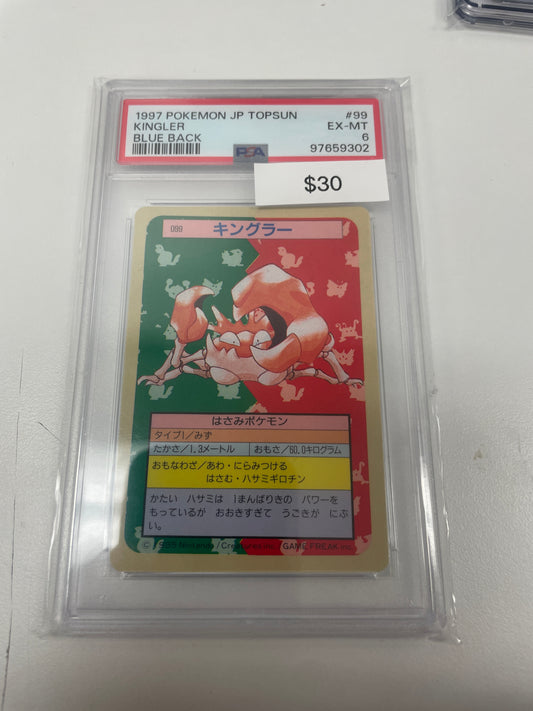 1997 POKEMON JP TOPSUN #99
KINGLER EX-MT
BLUE BACK 6
PSA 97659302
$30
099 キングラー
はさみポケモン
タイプ/みず
たかさ/1.3メートル おもさ/60.0キログラム
おもなわざ/あわ・にらみつける
はさむ・ハサミギロチン
かたい ハサミは 1まんばりきの パワーを
もっているが おおきすぎて うごきが にぶ
い。
© 1995 Nintendo/Creatures inc./GAME FREAK inc.